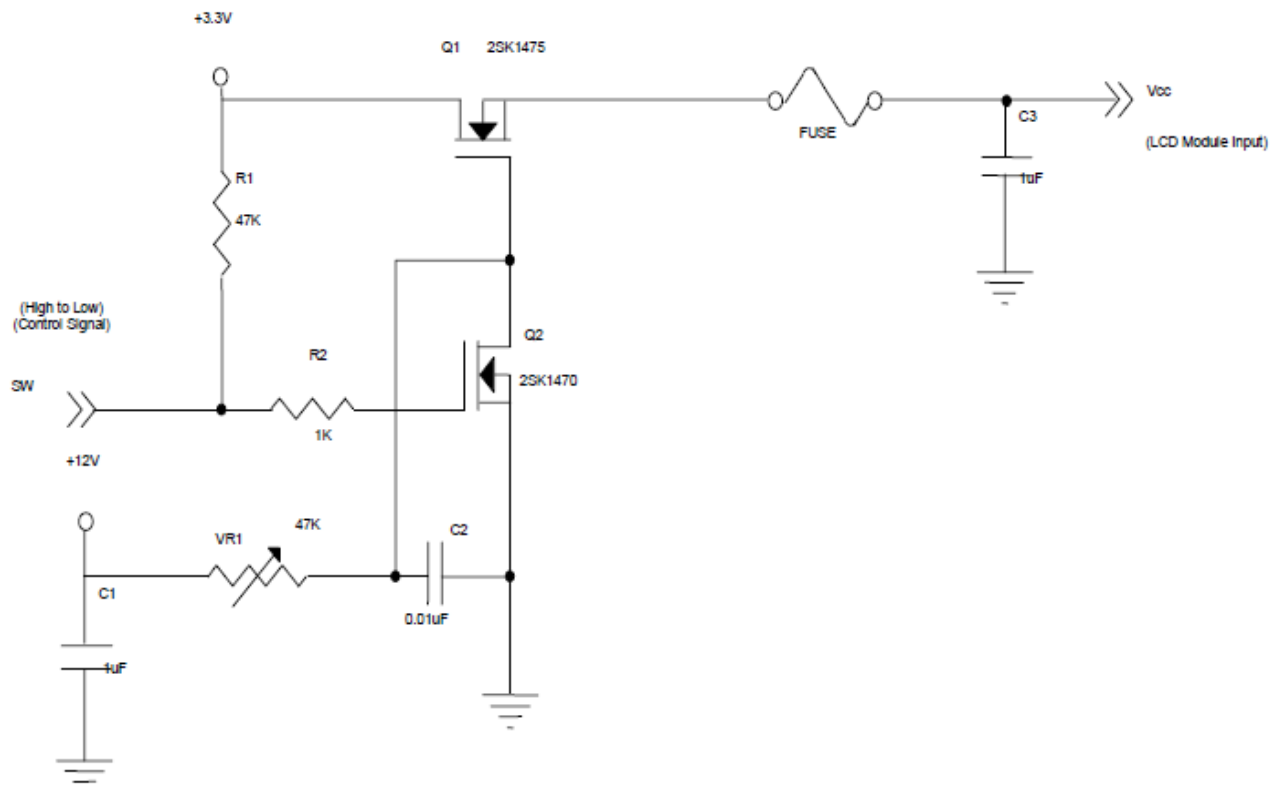 +3.3V
Q1 2SK1475
Vcc
C3
FUSE
(LCD Module Input)
R1
1uF
47K
(High to Low)
(Control Signal)
Q2
R2
2SK1470
SW
1K
+12V
47K
C2
VR1
C1
0.01uF
1uF